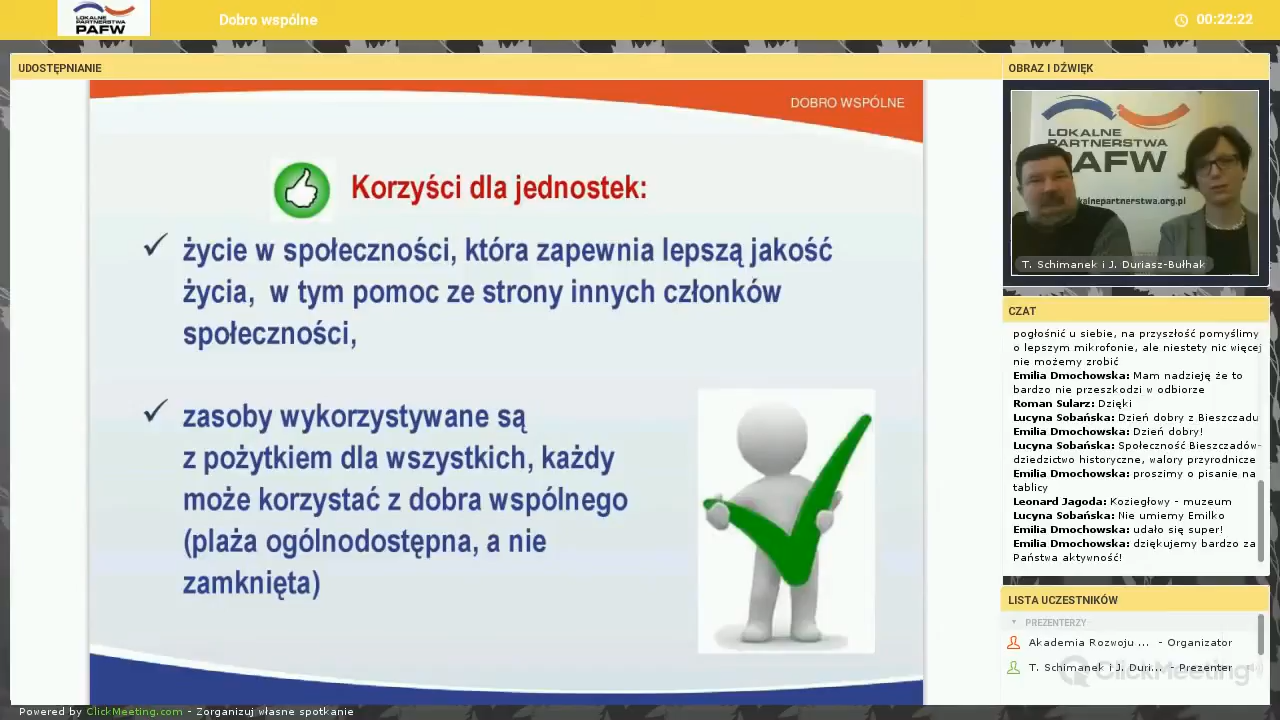 LOKALNE
PARTNERSTWA
PAFW
Dobro wspólne
00:22:22
UDOSTĘPNIANIE
DOBRO WSPÓLNE
Korzyści dla jednostek:
życie w społeczności, która zapewnia lepszą jakość
życia, w tym pomoc ze strony innych członków
społeczności,
zasoby wykorzystywane są
z pożytkiem dla wszystkich, każdy
może korzystać z dobra wspólnego
(plaża ogólnodostępna, a nie
zamknięta)
OBRAZ I DŹWIĘK
LOKALNE
PARTNERSTWA
PAFW
kalnepartnerstwa.org.pl
T. Schimanek i J. Duriasz-Bułhak
CZAT
pogłośnić u siebie, na przyszłość pomyślimy
o lepszym mikrofonie, ale niestety nic więcej
nie możemy zrobić
Emilia Dmochowska: Mam nadzieję że to
bardzo nie przeszkodzi w odbiorze
Roman Sularz: Dzięki
Lucyna Sobańska: Dzień dobry z Bieszczadu
Emilia Dmochowska: Dzień dobry!
Lucyna Sobańska: Społeczność Bieszczadów-
dziedzictwo historyczne, walory przyrodnicze
Emilia Dmochowska: proszimy o pisanie na
tablicy
Leonard Jagoda: Koziegłowy - muzeum
Lucyna Sobańska: Nie umiemy Emilko
Emilia Dmochowska: udało się super!
Emilia Dmochowska: dziękujemy bardzo za
Państwa aktywność!
LISTA UCZESTNIKÓW
PREZENTERZY
Akademia Rozwoju ... - Organizator
T. Schimanek i J. Duri... - Prezenter
ClickMeeting
Powered by ClickMeeting.com - Zorganizuj własne spotkanie